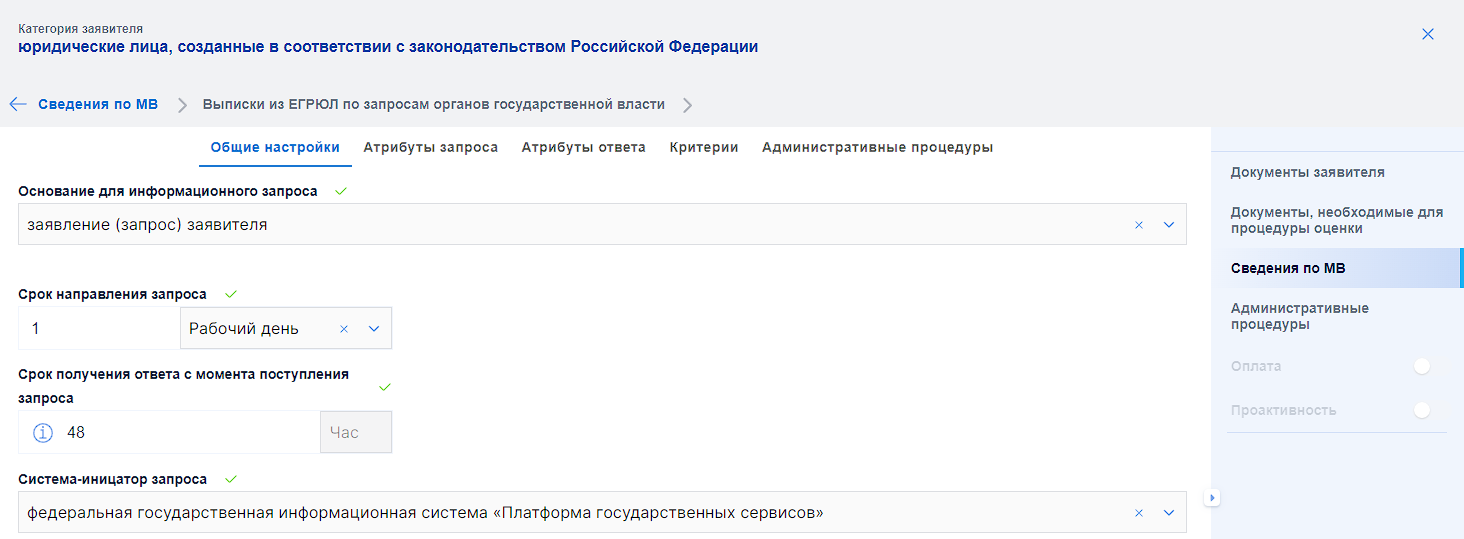 Категория заявителя
юридические лица, созданные в соответствии с законодательством Российской Федерации
Сведения по МВ
Выписки из ЕГРЮЛ по запросам органов государственной власти
Общие настройки
Атрибуты запроса
Атрибуты ответа
Критерии
Административные процедуры
Основание для информационного запроса
заявление (запрос) заявителя
Срок направления запроса
1
Рабочий день
Срок получения ответа с момента поступления
запроса
48
Час
Система-иницатор запроса
федеральная государственная информационная система «Платформа государственных сервисов»
Документы заявителя
Документы, необходимые для
процедуры оценки
Сведения по МВ
Административные
процедуры
Оплата
Проактивность